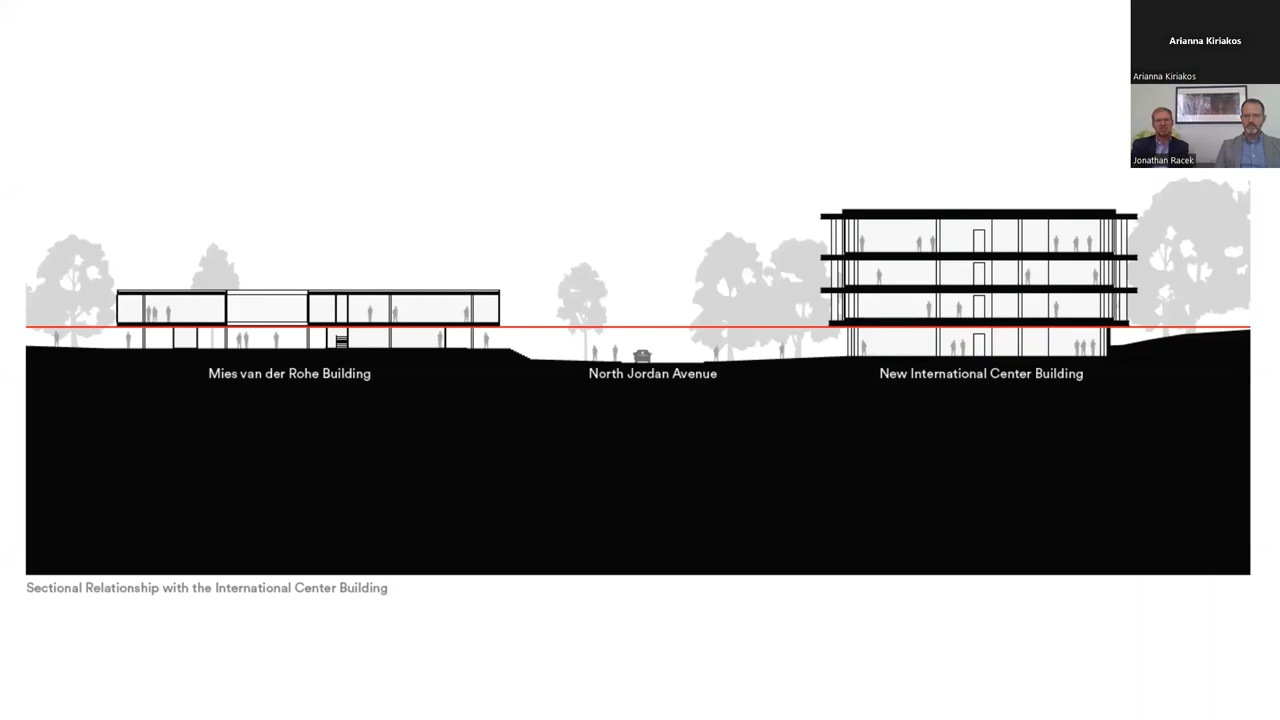 Arianna Kiriakos
Arianna Kiriakos
Jonathan Racek
Mies van der Rohe Building
North Jordan Avenue
New International Center Building
Sectional Relationship with the International Center Building